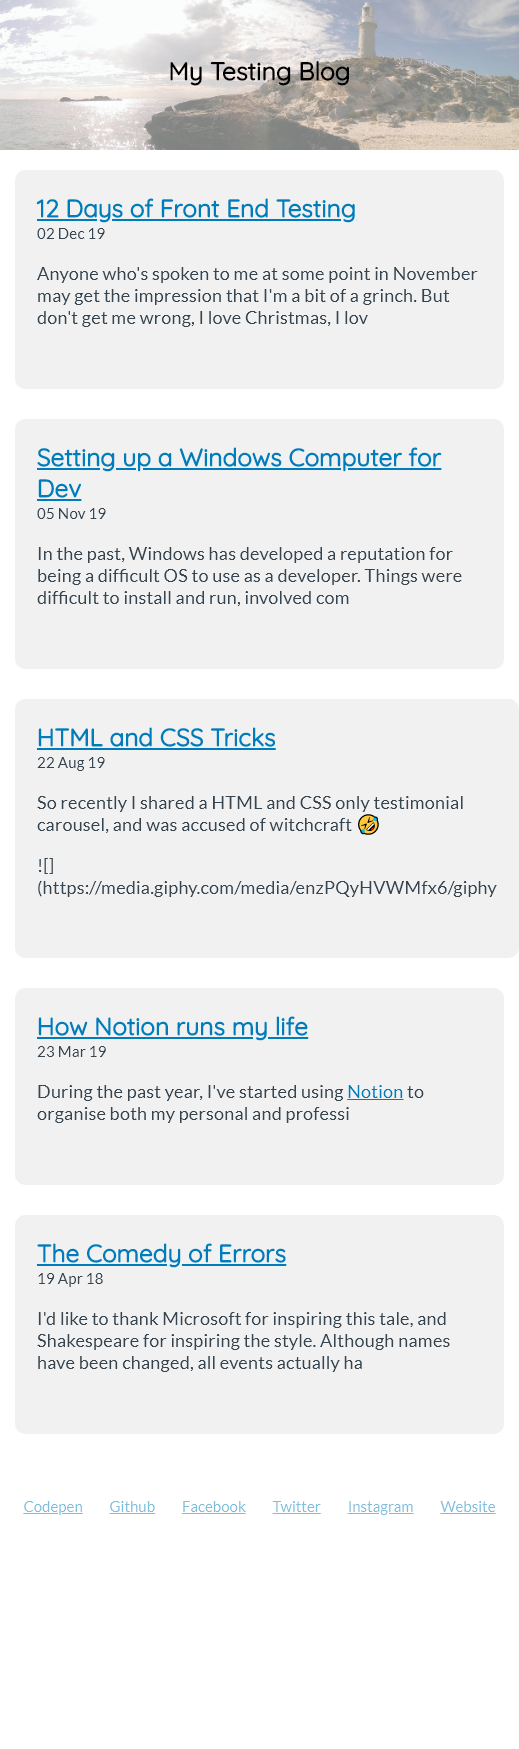 My Testing Blog
12 Days of Front End Testing
02 Dec 19
Anyone who's spoken to me at some point in November
may get the impression that I'm a bit of a grinch. But
don't get me wrong, I love Christmas, I lov
Setting up a Windows Computer for
Dev
05 Nov 19
In the past, Windows has developed a reputation for
being a difficult OS to use as a developer. Things were
difficult to install and run, involved com
HTML and CSS Tricks
22 Aug 19
So recently I shared a HTML and CSS only testimonial
carousel, and was accused of witchcraft 🤣
![]
(https://media.giphy.com/media/enzPQyHVWMfx6/giphy
How Notion runs my life
23 Mar 19
During the past year, I've started using Notion to
organise both my personal and professi
The Comedy of Errors
19 Apr 18
I'd like to thank Microsoft for inspiring this tale, and
Shakespeare for inspiring the style. Although names
have been changed, all events actually ha
Codepen Github Facebook Twitter Instagram Website